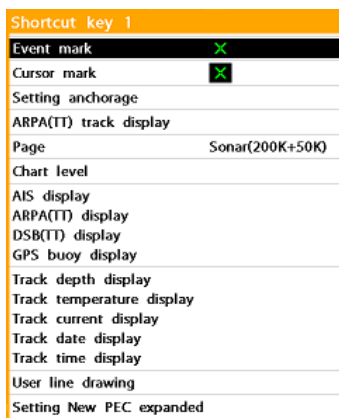 Shortcut key 1
Event mark
Cursor mark
Setting anchorage
ARPA(TT) track display
Page Sonar(200K+50K)
Chart level
AIS display
ARPA(TT) display
DSB(TT) display
GPS buoy display
Track depth display
Track temperature display
Track current display
Track date display
Track time display
User line drawing
Setting New PEC expanded